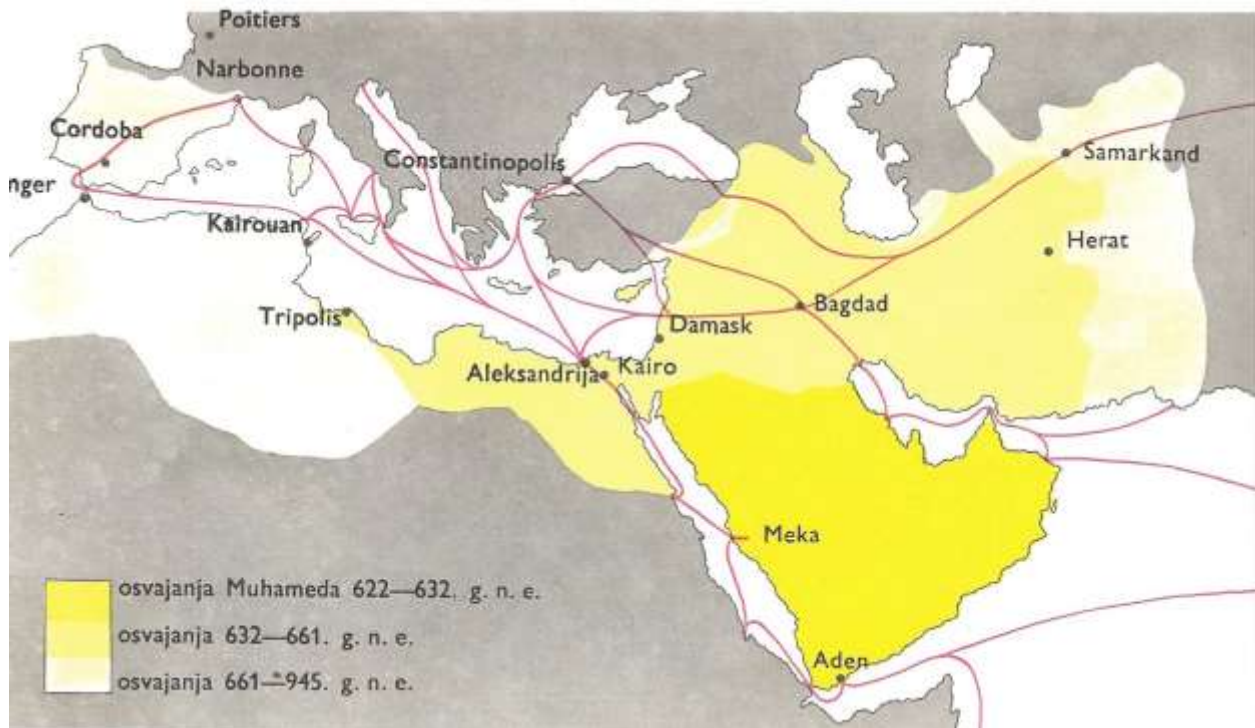 Poitiers
Narbonne
Cordoba
Constantinopolis
Samarkand
nger
Kairouan
Herat
Tripolis
Bagdad
Damask
Aleksandrija
Kairo
Meka
Aden
osvajanja Muhameda 622—632. g. n. e.
osvajanja 632—661. g. n. e.
osvajanja 661—945. g. n. e.